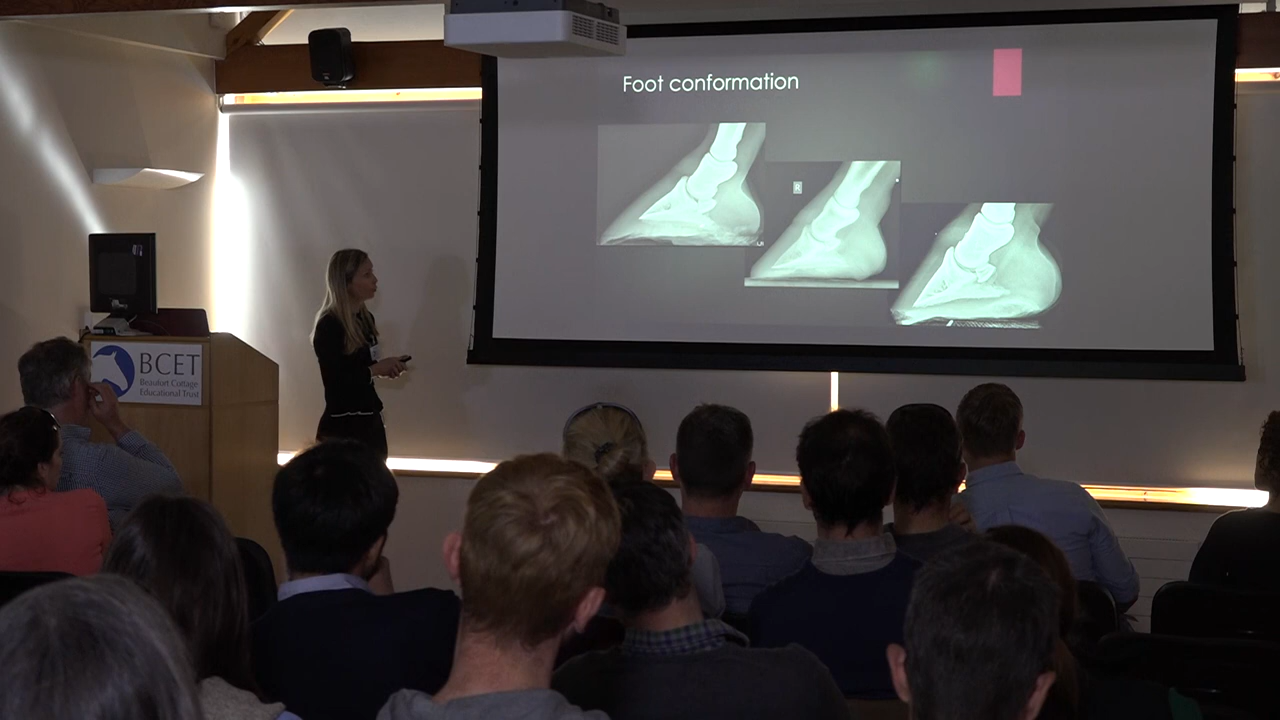 Foot conformation
R
BCET
Beaufort Cottage
Educational Trust